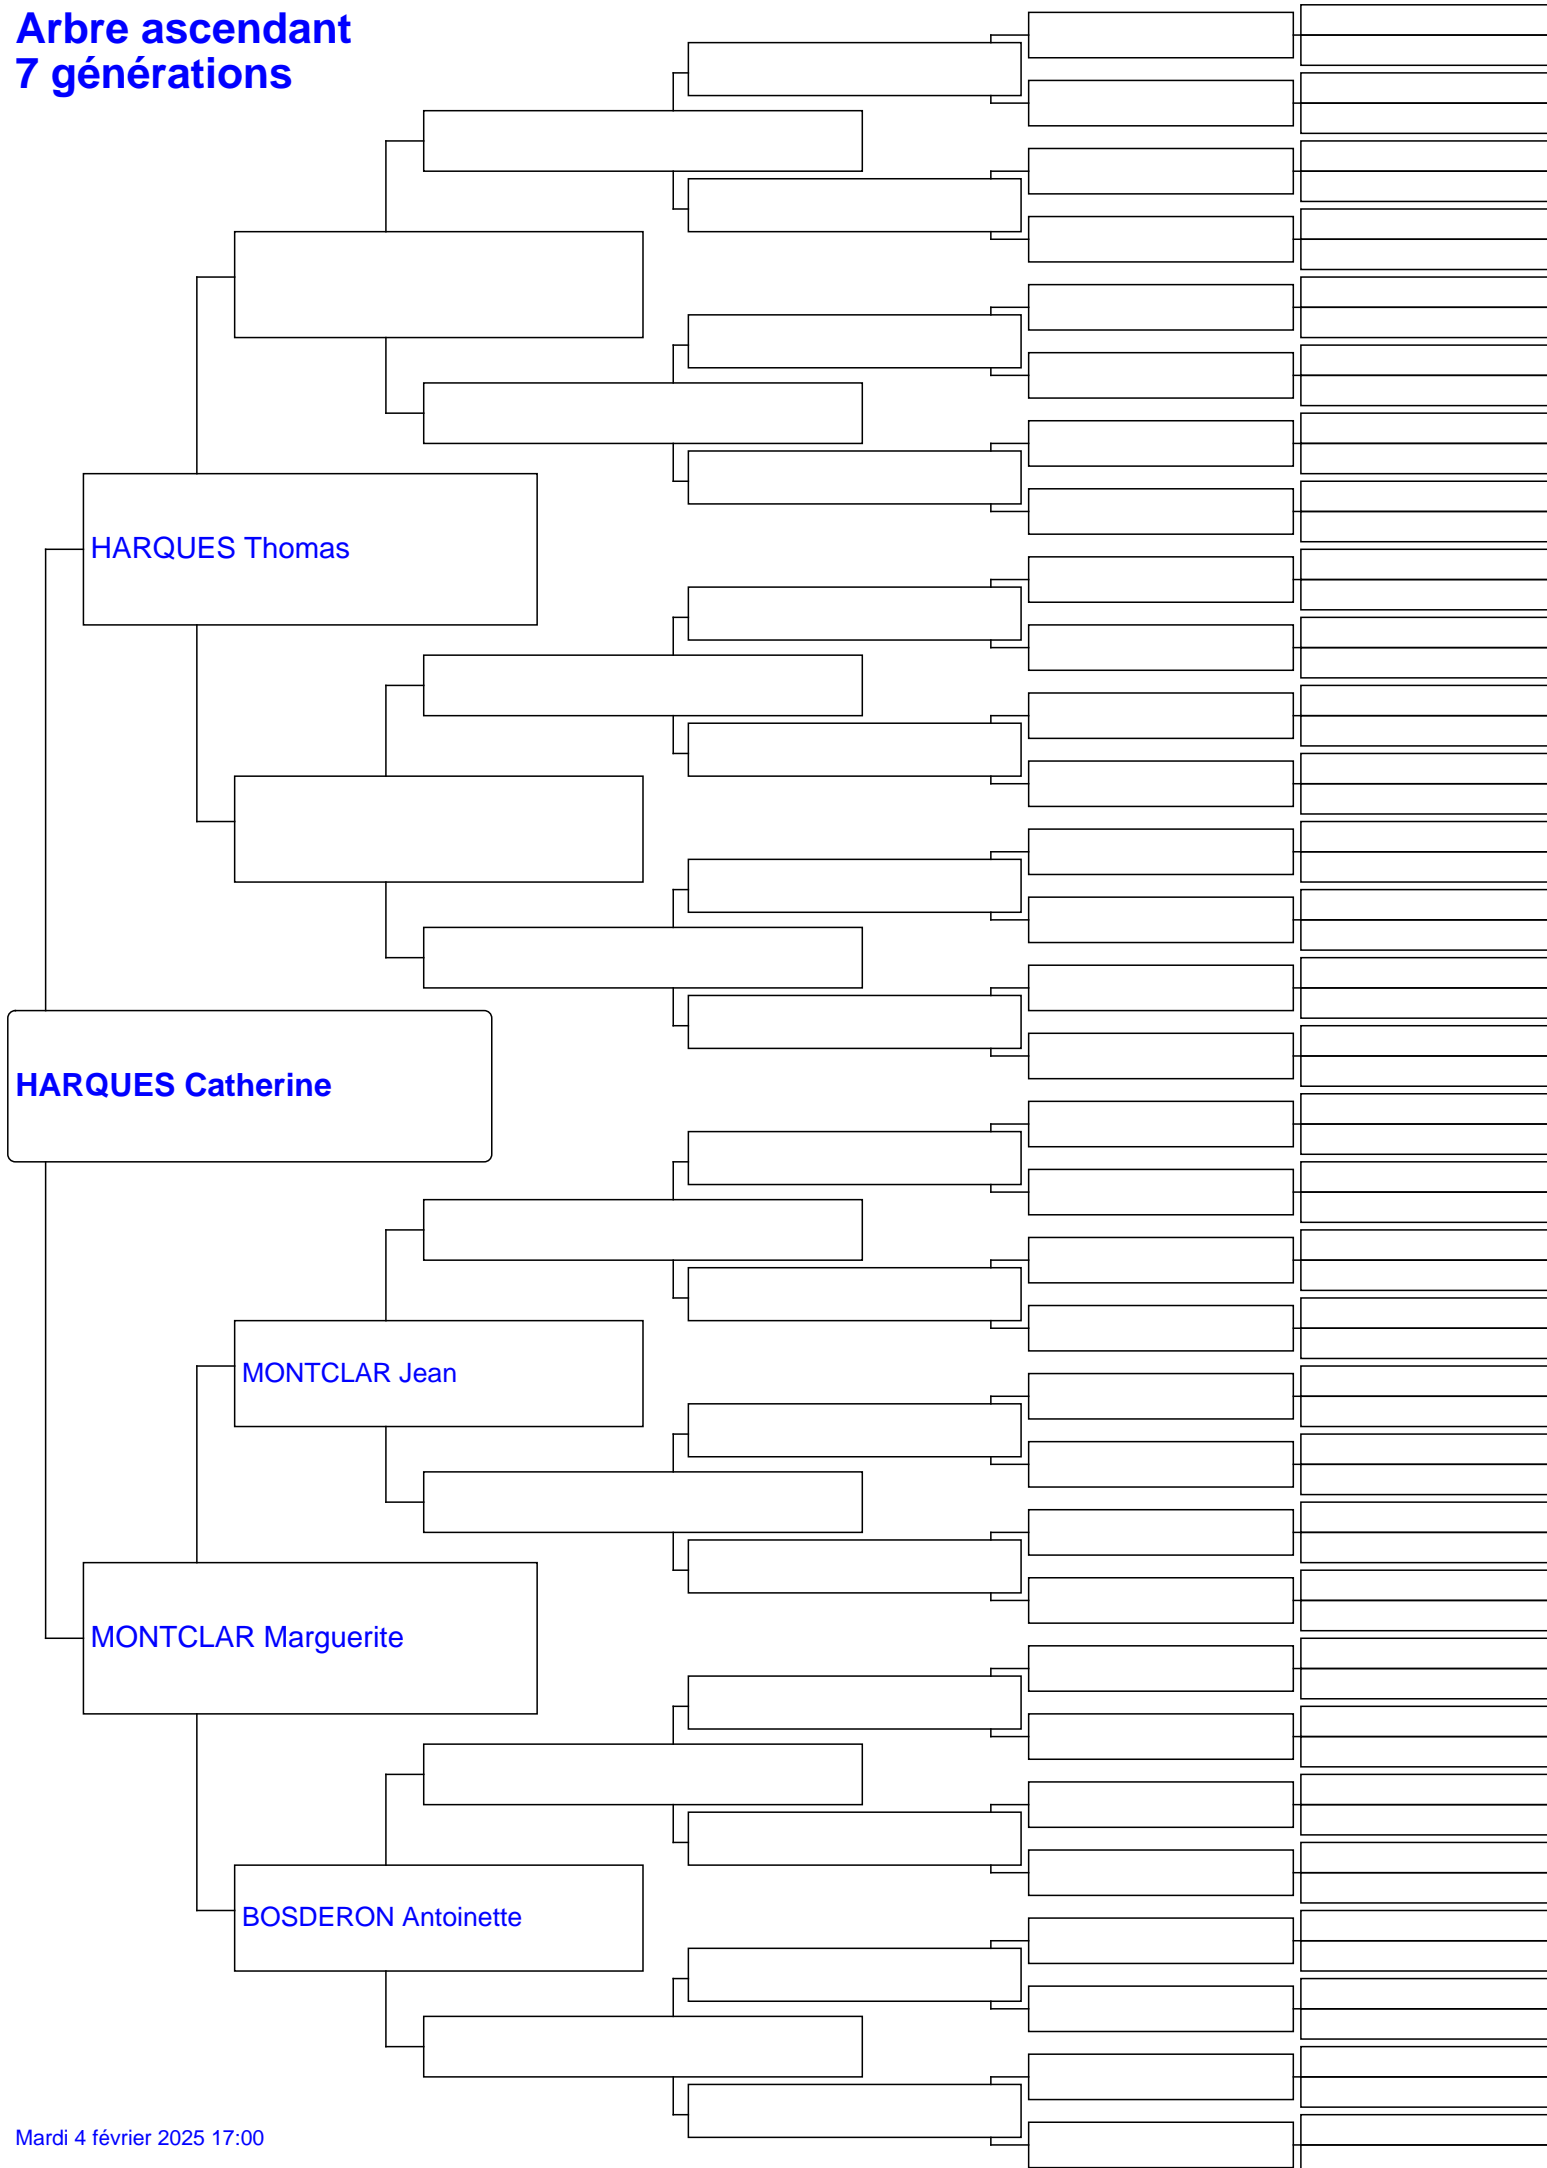 Arbre ascendant
7 générations
HARQUES Thomas
HARQUES Catherine
MONTCLAR Jean
MONTCLAR Marguerite
BOSDERON Antoinette
Mardi 4 février 2025 17:00